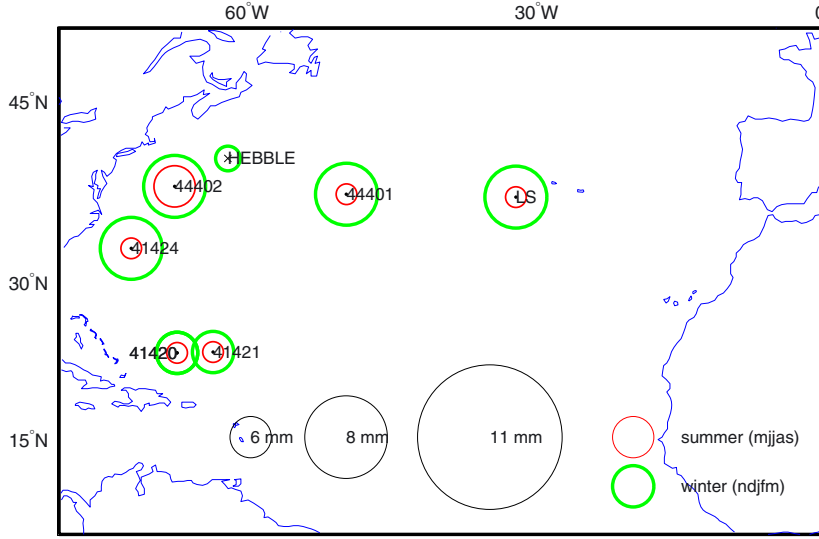 60°W 30°W 0
45°N
HEBBLE
44402 44401 LS
41424
30°N
41420 41421
15°N 6 mm 8 mm 11 mm summer (mjjas)
winter (ndjfm)